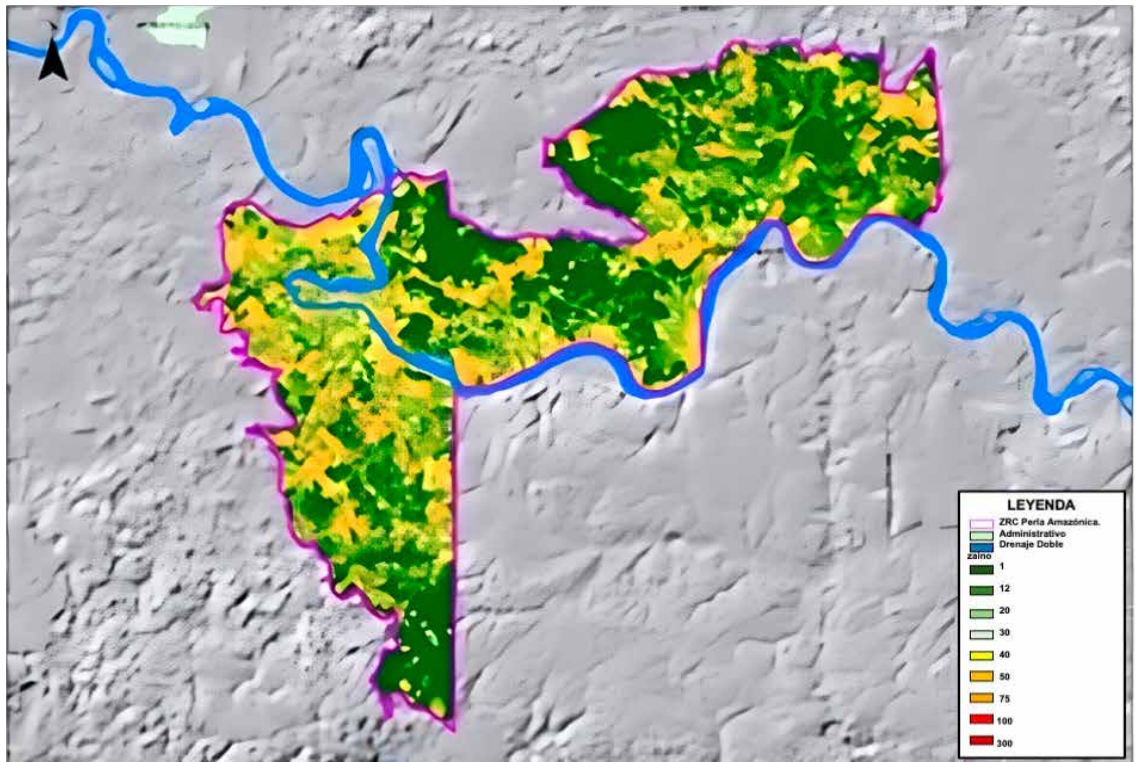 LEYENDA
ZRC Perla Amazónica.
Administrativo
Drenaje Doble
zaino
1
12
20
30
40
50
75
100
300